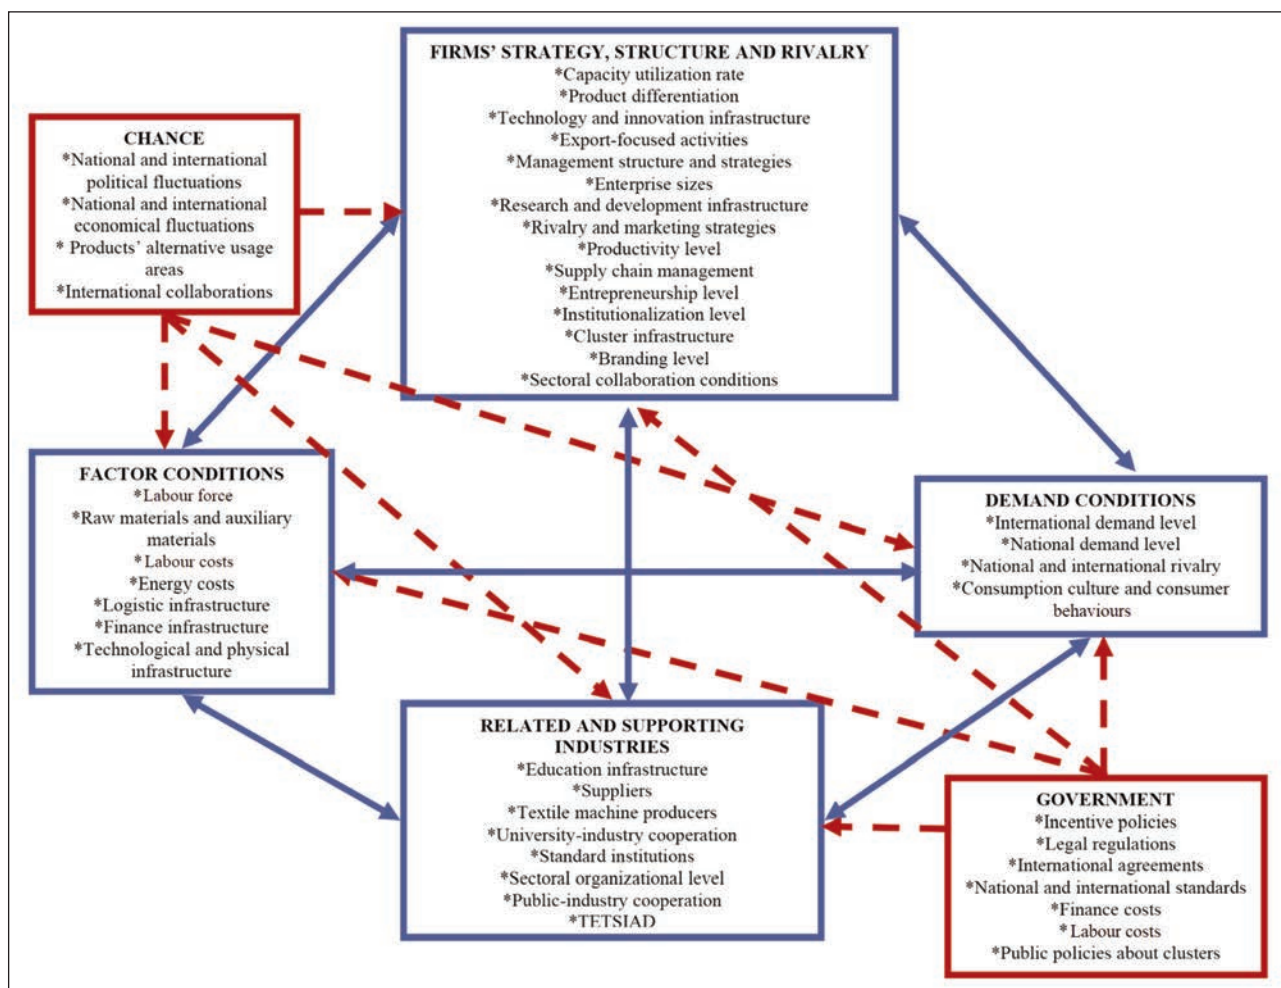 FIRMS' STRATEGY, STRUCTURE AND RIVALRY
*Capacity utilization rate
*Product differentiation
*Technology and innovation infrastructure
*Export-focused activities
*Management structure and strategies
*Enterprise sizes
*Research and development infrastructure
*Rivalry and marketing strategies
*Productivity level
*Supply chain management
*Entrepreneurship level
*Institutionalization level
*Cluster infrastructure
*Branding level
*Sectoral collaboration conditions
CHANCE
*National and international
political fluctuations
*National and international
economical fluctuations
* Products' alternative usage
areas
*International collaborations
FACTOR CONDITIONS
*Labour force
*Raw materials and auxiliary
materials
*Labour costs
*Energy costs
*Logistic infrastructure
*Finance infrastructure
*Technological and physical
infrastructure
DEMAND CONDITIONS
*International demand level
*National demand level
*National and international rivalry
*Consumption culture and consumer
behaviours
RELATED AND SUPPORTING
INDUSTRIES
*Education infrastructure
*Suppliers
*Textile machine producers
*University-industry cooperation
*Standard institutions
*Sectoral organizational level
*Public-industry cooperation
*TETSIAD
GOVERNMENT
*Incentive policies
*Legal regulations
*International agreements
*National and international standards
*Finance costs
*Labour costs
*Public policies about clusters